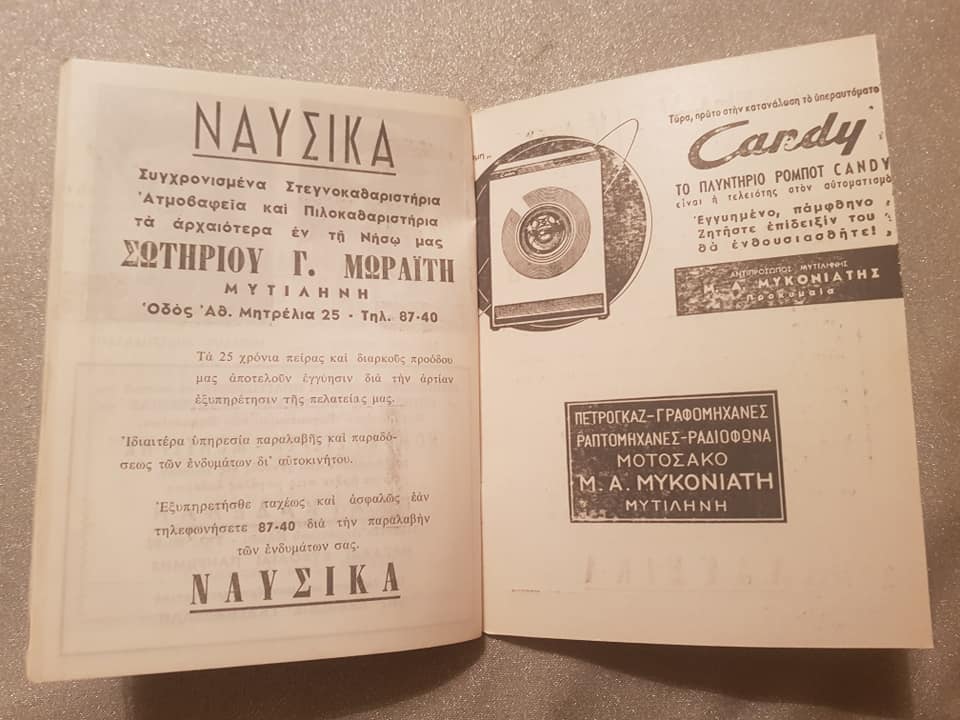 ΝΑΥΣΙΚΑ
Συγχρονισμένα Στεγνοκαθαριστήρια
Ἀτμοβαφεῖα καὶ Πιλοκαθαριστήρια
τὰ ἀρχαιότερα ἐν τῇ Νήσῳ μας
ΣΩΤΗΡΙΟΥ Γ. ΜΩΡΑΪΤΗ
ΜΥΤΙΛΗΝΗ
Ὁδὸς Ἀθ. Μητρέλια 25 - Τηλ. 87-40
Τὰ 25 χρόνια πείρας καὶ διαρκοῦς προόδου
μας ἀποτελοῦν ἐγγύησιν διὰ τὴν ἀρτίαν
ἐξυπηρέτησιν τῆς πελατείας μας.
Ἰδιαιτέρα ὑπηρεσία παραλαβῆς καὶ παραδό-
σεως τῶν ἐνδυμάτων δι' αὐτοκινήτου.
Ἐξυπηρετῆσθε ταχέως καὶ ἀσφαλῶς ἐὰν
τηλεφωνήσετε 87-40 διὰ τὴν παραλαβὴν
τῶν ἐνδυμάτων σας.
ΝΑΥΣΙΚΑ
Τώρα, πρῶτο στὴν κατανάλωση τὸ ὑπεραυτόματο
Candy
ΤΟ ΠΛΥΝΤΗΡΙΟ ΡΟΜΠΟΤ CANDY
εἶναι ἡ τελειότης στὸν αὐτοματισμὸ
Ἐγγυημένο, πάμφθηνο
Ζητῆστε ἐπίδειξίν του
θὰ ἐνθουσιασθῆτε!
ΑΝΤΙΠΡΟΣΩΠΟΣ ΜΥΤΙΛΗΝΗΣ
Μ. Α. ΜΥΚΟΝΙΑΤΗΣ
Προκυμαία
ΠΕΤΡΟΓΚΑΖ-ΓΡΑΦΟΜΗΧΑΝΕΣ
ΡΑΠΤΟΜΗΧΑΝΕΣ-ΡΑΔΙΟΦΩΝΑ
ΜΟΤΟΣΑΚΟ
Μ. Α. ΜΥΚΟΝΙΑΤΗ
ΜΥΤΙΛΗΝΗ